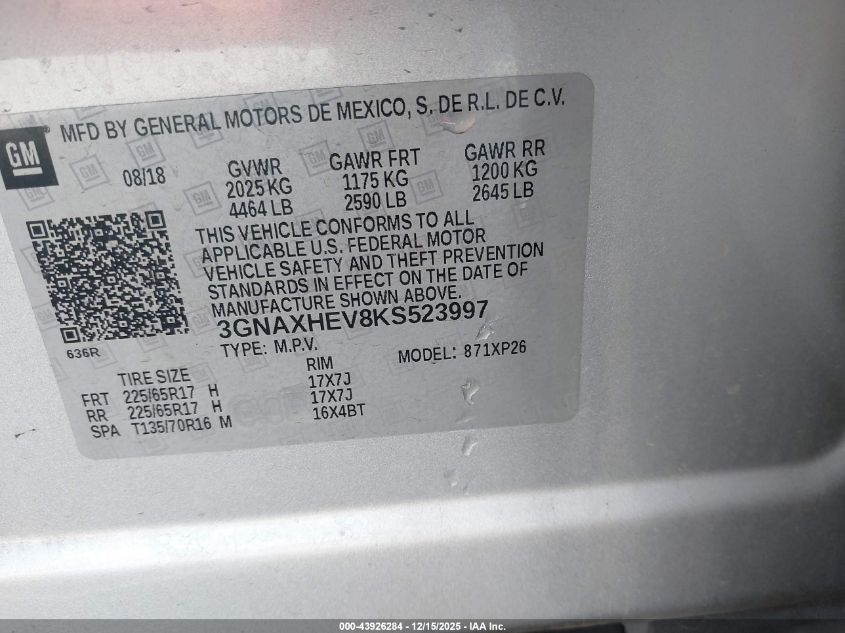 MFD BY GENERAL MOTORS DE MEXICO, S. DE R.L. DE C.V.
GM
08/18
GVWR GAWR FRT GAWR RR
2025 KG 1175 KG 1200 KG
4464 LB 2590 LB 2645 LB
THIS VEHICLE CONFORMS TO ALL
APPLICABLE U.S. FEDERAL MOTOR
VEHICLE SAFETY AND THEFT PREVENTION
STANDARDS IN EFFECT ON THE DATE OF
MANUFACTURE SHOWN ABOVE.
3GNAXHEV8KS523997
636R
TYPE: M.P.V. MODEL: 871XP26
TIRE SIZE RIM
FRT 225/65R17 H 17X7J
RR 225/65R17 H 17X7J
SPA T135/70R16 M 16X4BT
000-43926284 - 12/15/2025 - IAA Inc.